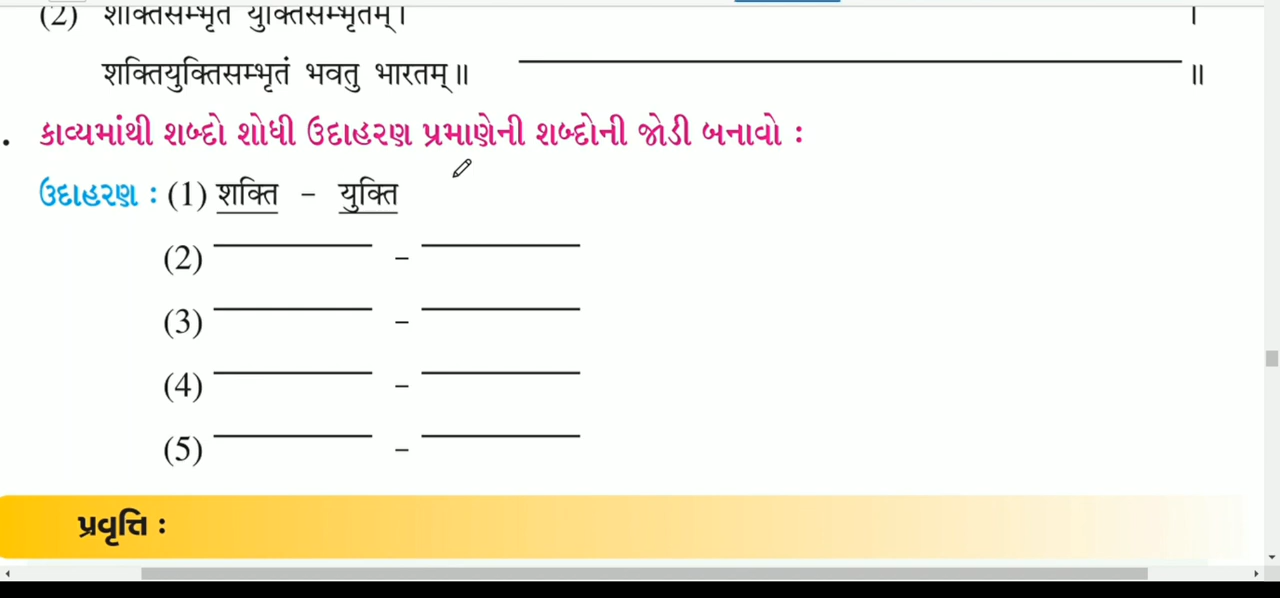 (2) शक्तिसम्भृतं युक्तिसम्भृतम्। ।
शक्तियुक्तिसम्भृतं भवतु भारतम्॥ ॥
. કાવ્યમાંથી શબ્દો શોધી ઉદાહરણ પ્રમાણેની શબ્દોની જોડી બનાવો :
ઉદાહરણ : (1) शक्ति – युक्ति
(2) –
(3) –
(4) –
(5) –
પ્રવૃત્તિ :